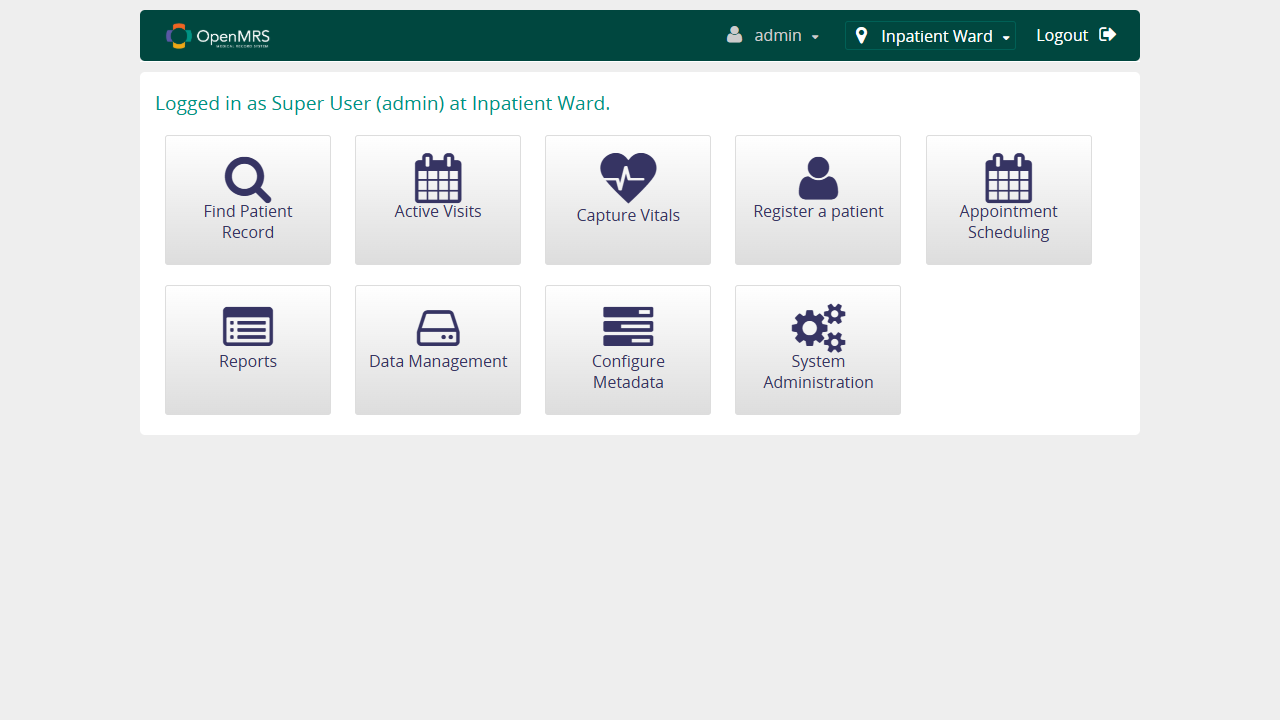 OpenMRS
MEDICAL RECORD SYSTEM
admin
Inpatient Ward
Logout
Logged in as Super User (admin) at Inpatient Ward.
Find Patient
Record
Active Visits
Capture Vitals
Register a patient
Appointment
Scheduling
Reports
Data Management
Configure
Metadata
System
Administration